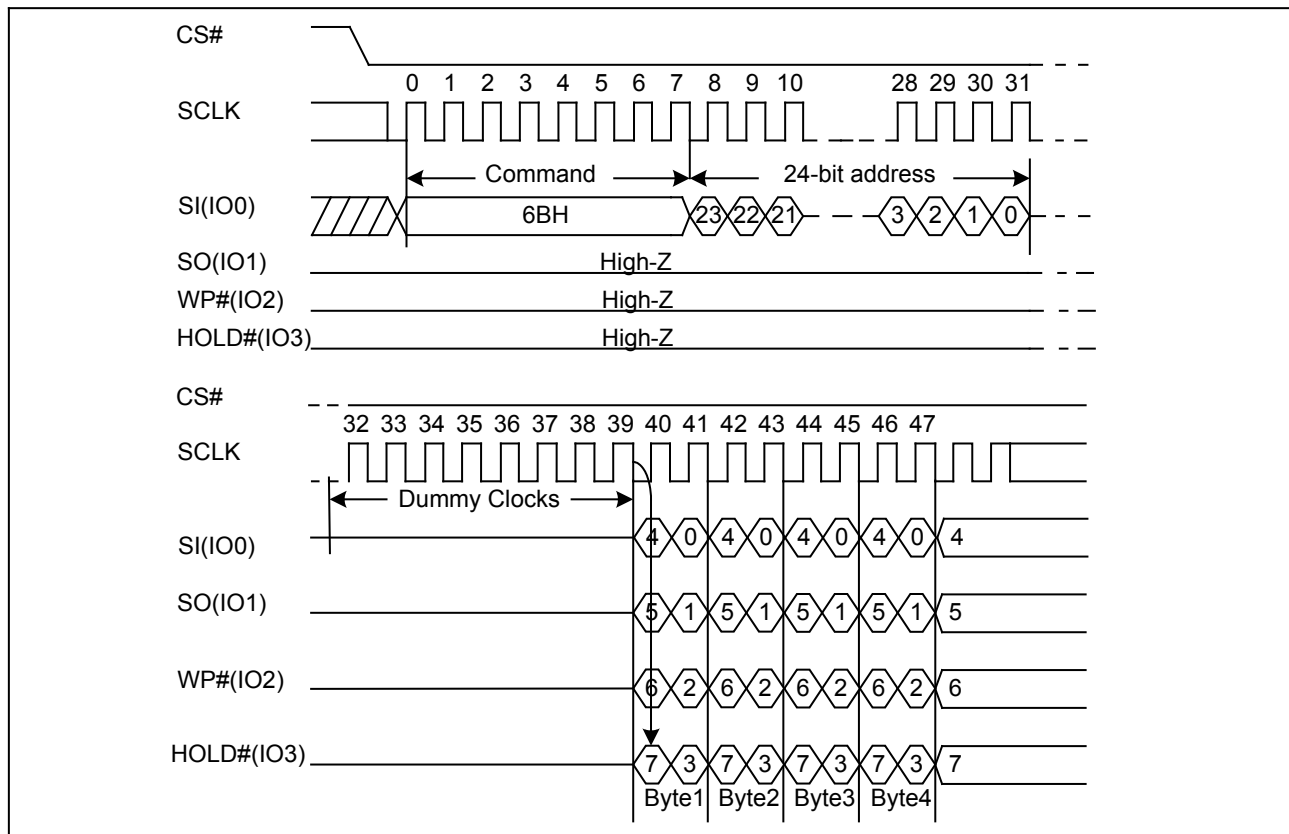 CS#
0 1 2 3 4 5 6 7 8 9 10 28 29 30 31
SCLK
Command 24-bit address
SI(IO0) 6BH 23 22 21 3 2 1 0
SO(IO1) High-Z
WP#(IO2) High-Z
HOLD#(IO3) High-Z
CS#
32 33 34 35 36 37 38 39 40 41 42 43 44 45 46 47
SCLK
Dummy Clocks
SI(IO0) 4 0 4 0 4 0 4 0 4
SO(IO1) 5 1 5 1 5 1 5 1 5
WP#(IO2) 6 2 6 2 6 2 6 2 6
HOLD#(IO3) 7 3 7 3 7 3 7 3 7
Byte1 Byte2 Byte3 Byte4